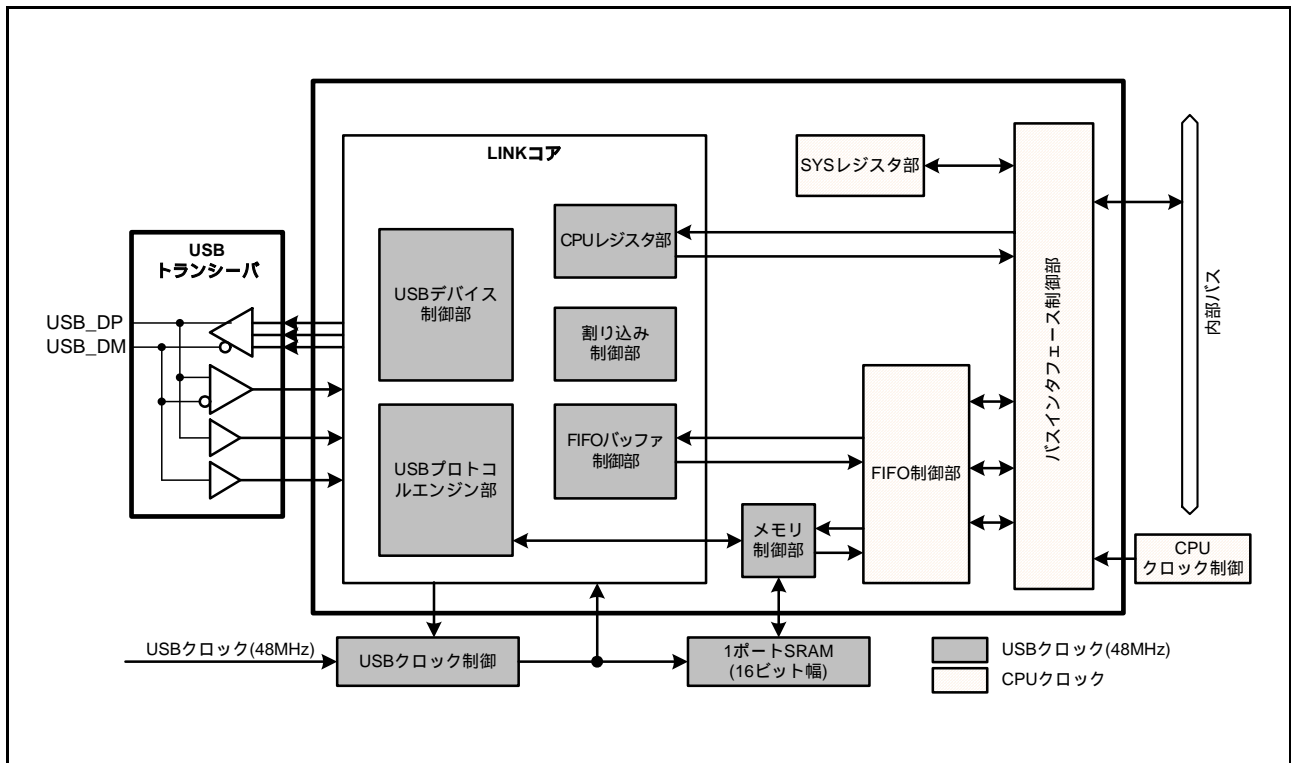 LINKコア
SYSレジスタ部
CPUレジスタ部
USB
トランシーバ
USBデバイス
制御部
USB_DP
USB_DM
割り込み
制御部
バスインタフェース制御部
内部バス
USBプロトコ
ルエンジン部
FIFOバッファ
制御部
FIFO制御部
メモリ
制御部
CPU
クロック制御
USBクロック(48MHz)
USBクロック制御
1ポートSRAM
(16ビット幅)
USBクロック(48MHz)
CPUクロック